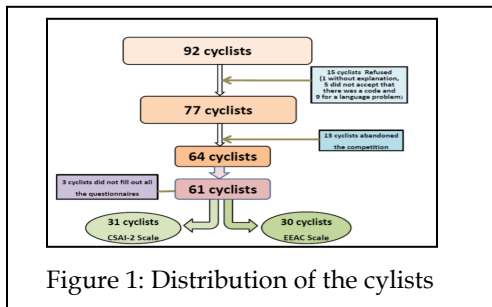 92 cyclists
15 cyclists Refused
(1 without explanation,
5 did not accept that
there was a code and
9 for a language problem)
77 cyclists
13 cyclists abandoned
the competition
64 cyclists
3 cyclists did not fill out all
the questionnaires
61 cyclists
31 cyclists
CSAI-2 Scale
30 cyclists
EEAC Scale
Figure 1: Distribution of the cylists